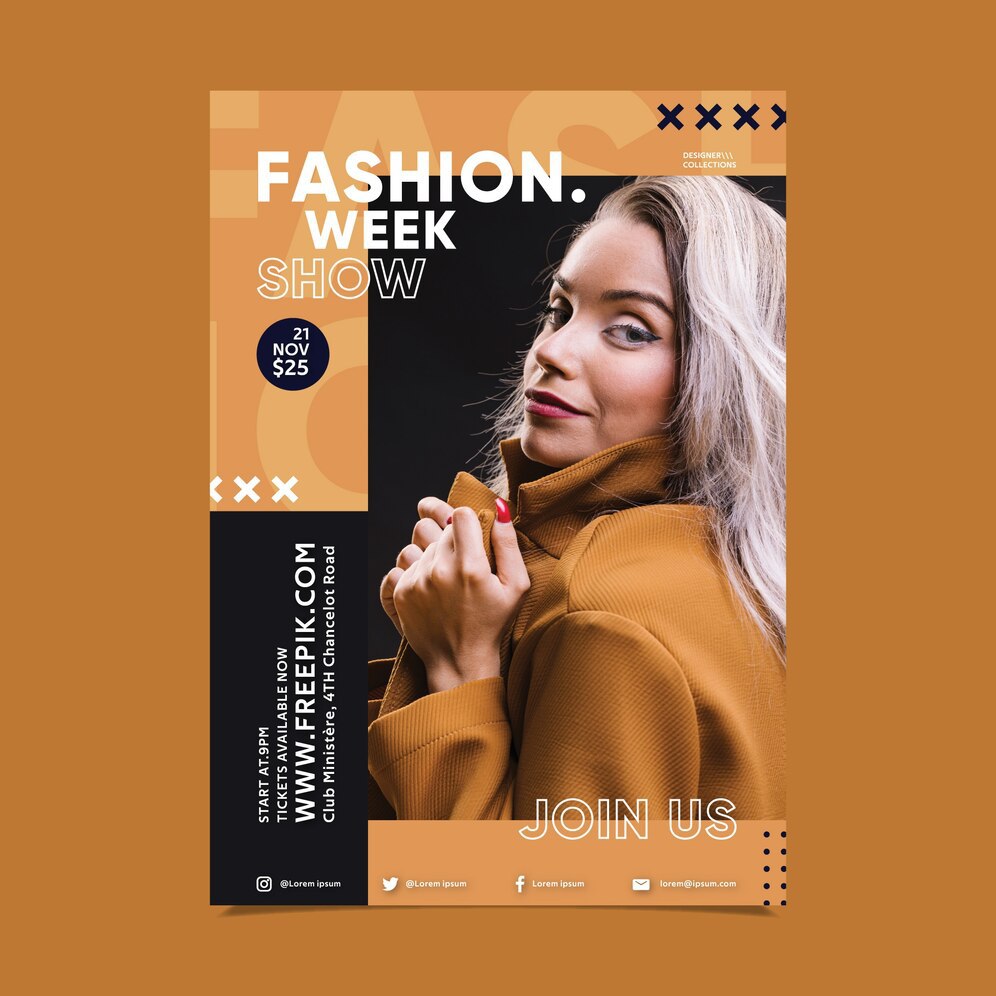 DESIGNER\\\
COLLECTIONS
FASHION.
WEEK
SHOW
21
NOV
$25
START AT.9PM
TICKETS AVAILABLE NOW
WWW.FREEPIK.COM
Club Ministère, 4TH Chancelot Road
JOIN US
@Lorem ipsum
@Lorem ipsum
Lorem ipsum
lorem@ipsum.com